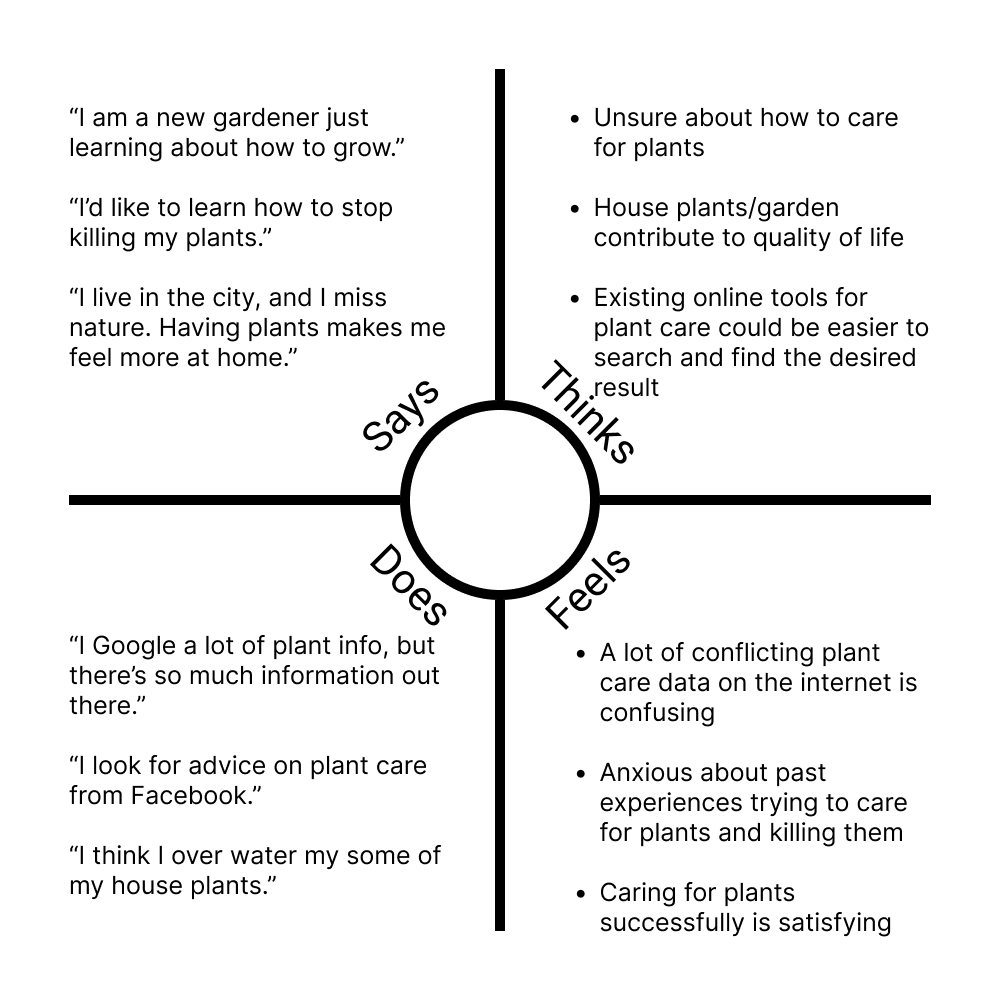 “I am a new gardener just
learning about how to grow.”
“I’d like to learn how to stop
killing my plants.”
“I live in the city, and I miss
nature. Having plants makes me
feel more at home.”
Says
• Unsure about how to care
for plants
• House plants/garden
contribute to quality of life
• Existing online tools for
plant care could be easier to
search and find the desired
result
Thinks
Does
“I Google a lot of plant info, but
there’s so much information out
there.”
“I look for advice on plant care
from Facebook.”
“I think I over water my some of
my house plants.”
Feels
• A lot of conflicting plant
care data on the internet is
confusing
• Anxious about past
experiences trying to care
for plants and killing them
• Caring for plants
successfully is satisfying